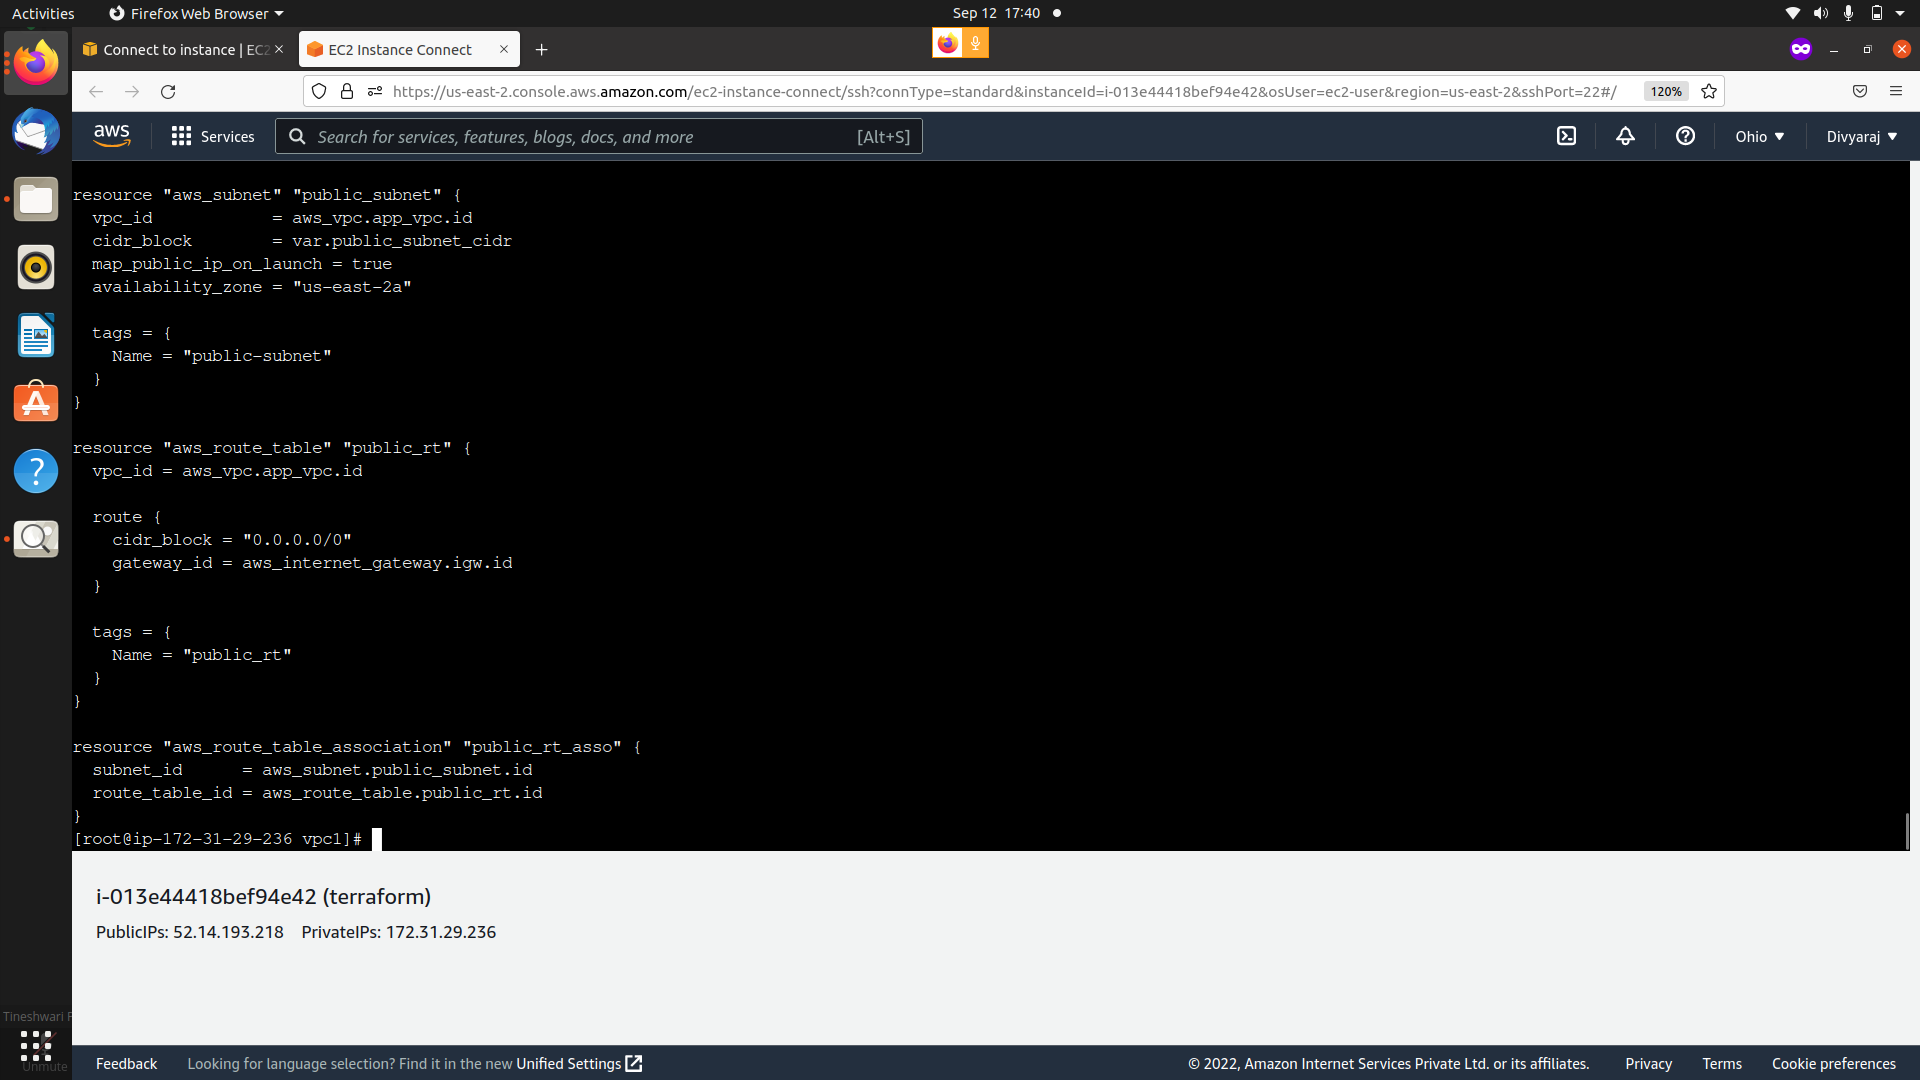 Activities
Firefox Web Browser
Sep 12 17:40
Connect to instance | EC2
EC2 Instance Connect
https://us-east-2.console.aws.amazon.com/ec2-instance-connect/ssh?connType=standard&instanceId=i-013e44418bef94e42&osUser=ec2-user&region=us-east-2&sshPort=22#/
120%
aws
Services
Search for services, features, blogs, docs, and more
[Alt+S]
Ohio
Divyaraj
resource "aws_subnet" "public_subnet" {
  vpc_id            = aws_vpc.app_vpc.id
  cidr_block        = var.public_subnet_cidr
  map_public_ip_on_launch = true
  availability_zone = "us-east-2a"
  tags = {
    Name = "public-subnet"
  }
}
resource "aws_route_table" "public_rt" {
  vpc_id = aws_vpc.app_vpc.id
  route {
    cidr_block = "0.0.0.0/0"
    gateway_id = aws_internet_gateway.igw.id
  }
  tags = {
    Name = "public_rt"
  }
}
resource "aws_route_table_association" "public_rt_asso" {
  subnet_id      = aws_subnet.public_subnet.id
  route_table_id = aws_route_table.public_rt.id
}
[root@ip-172-31-29-236 vpc1]#
i-013e44418bef94e42 (terraform)
PublicIPs: 52.14.193.218 PrivateIPs: 172.31.29.236
Tineshwari
Unmute
Feedback
Looking for language selection? Find it in the new Unified Settings
© 2022, Amazon Internet Services Private Ltd. or its affiliates.
Privacy
Terms
Cookie preferences